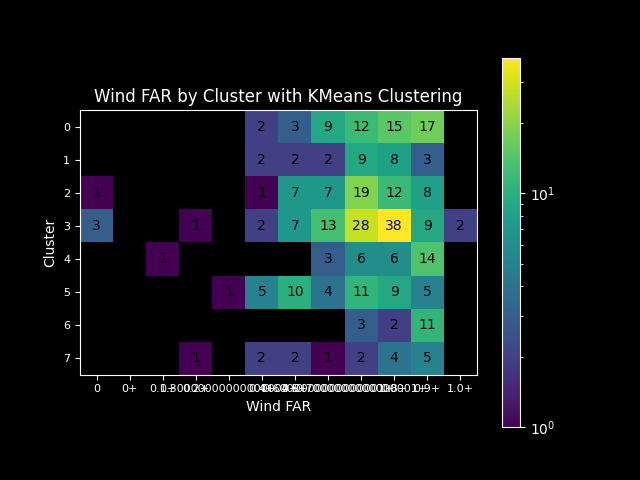 Wind FAR by Cluster with KMeans Clustering
Cluster
0 2 3 9 12 15 17
1 2 2 2 9 8 3
2 1 1 7 7 19 12 8
3 3 1 2 7 13 28 38 9 2
4 1 3 6 6 14
5 1 5 10 4 11 9 5
6 3 2 11
7 1 2 2 1 2 4 5
0 0+ 0.9+ 1.0+
Wind FAR
10¹
10⁰